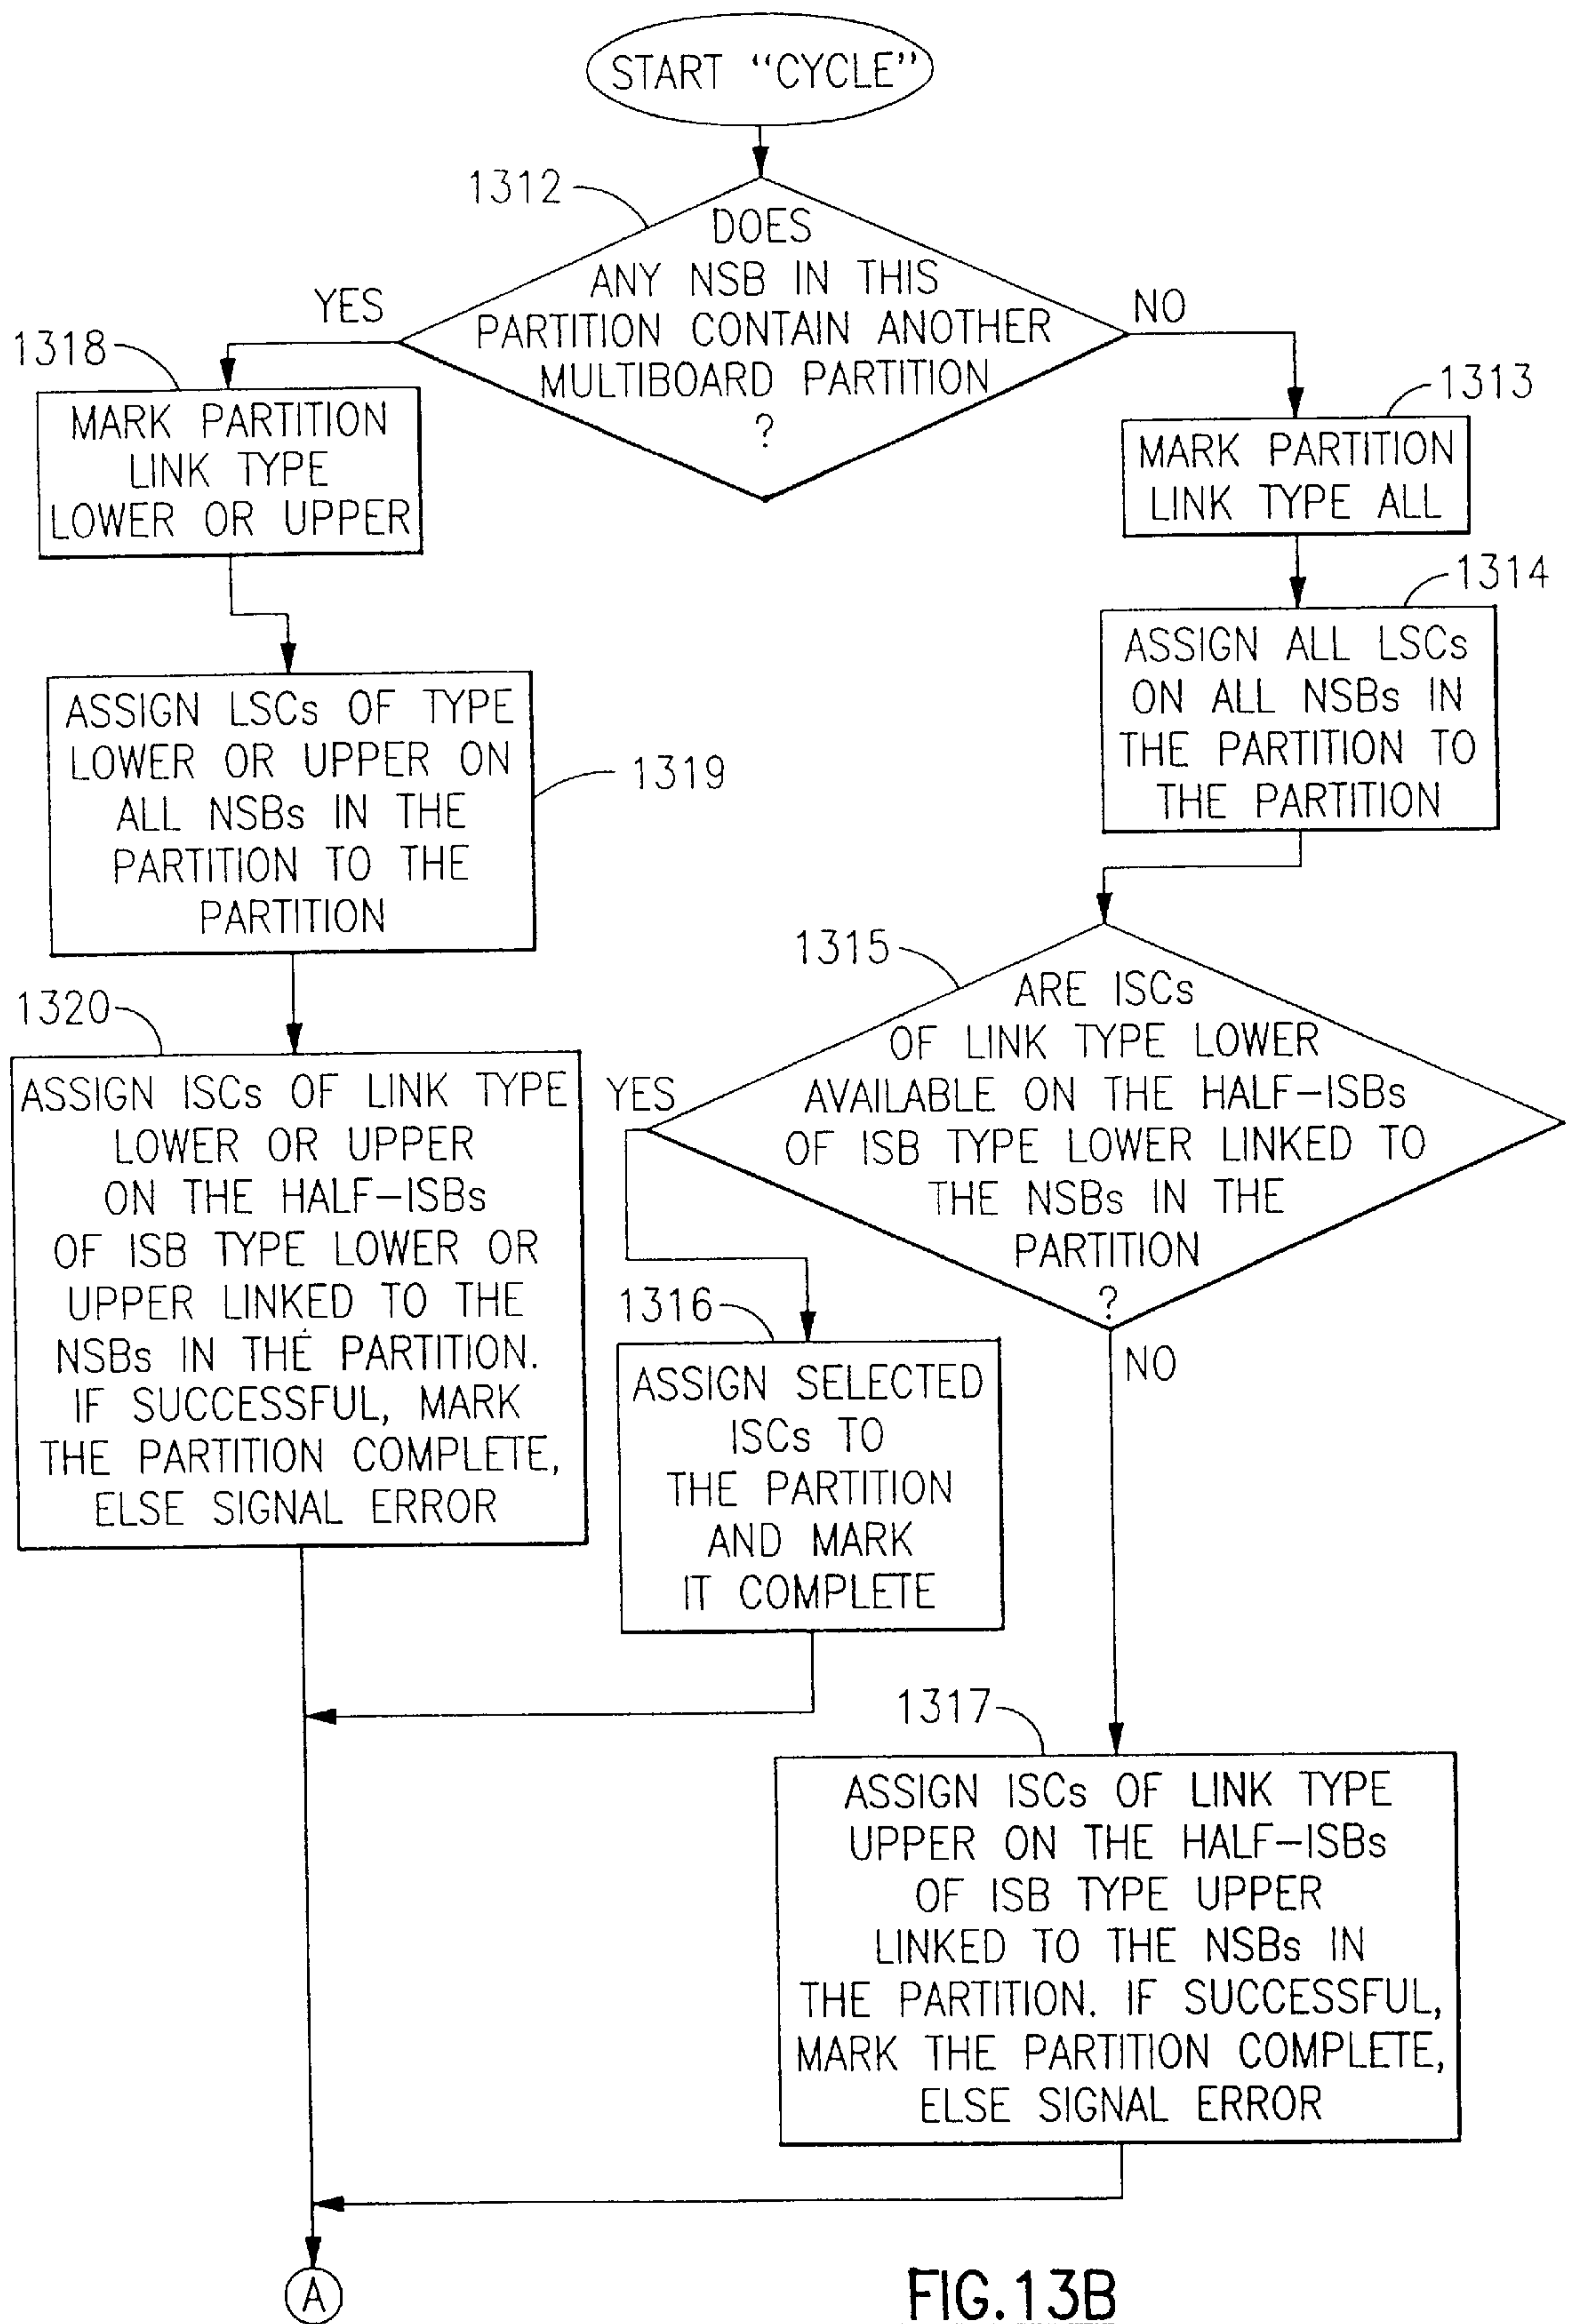 START “CYCLE”
1312
DOES
ANY NSB IN THIS
PARTITION CONTAIN ANOTHER
MULTIBOARD PARTITION
?
YES
NO
1318
MARK PARTITION
LINK TYPE
LOWER OR UPPER
1313
MARK PARTITION
LINK TYPE ALL
1314
ASSIGN ALL LSCs
ON ALL NSBs IN
THE PARTITION TO
THE PARTITION
ASSIGN LSCs OF TYPE
LOWER OR UPPER ON
ALL NSBs IN THE
PARTITION TO THE
PARTITION
1319
1315
ARE ISCs
OF LINK TYPE LOWER
AVAILABLE ON THE HALF-ISBs
OF ISB TYPE LOWER LINKED TO
THE NSBs IN THE
PARTITION
?
YES
NO
1320
ASSIGN ISCs OF LINK TYPE
LOWER OR UPPER
ON THE HALF-ISBs
OF ISB TYPE LOWER OR
UPPER LINKED TO THE
NSBs IN THE PARTITION.
IF SUCCESSFUL, MARK
THE PARTITION COMPLETE,
ELSE SIGNAL ERROR
1316
ASSIGN SELECTED
ISCs TO
THE PARTITION
AND MARK
IT COMPLETE
1317
ASSIGN ISCs OF LINK TYPE
UPPER ON THE HALF-ISBs
OF ISB TYPE UPPER
LINKED TO THE NSBs IN
THE PARTITION. IF SUCCESSFUL,
MARK THE PARTITION COMPLETE,
ELSE SIGNAL ERROR
A
FIG.13B